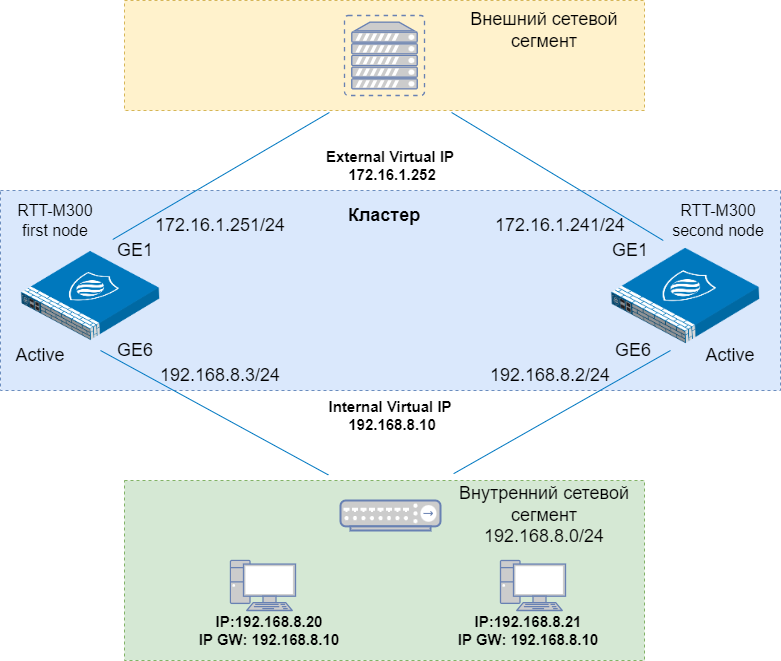 Внешний сетевой
сегмент
External Virtual IP
172.16.1.252
RTT-M300
first node
172.16.1.251/24
Кластер
172.16.1.241/24
RTT-M300
second node
GE1
GE1
Active
GE6
192.168.8.3/24
192.168.8.2/24
GE6
Active
Internal Virtual IP
192.168.8.10
Внутренний сетевой
сегмент
192.168.8.0/24
IP:192.168.8.20
IP GW: 192.168.8.10
IP:192.168.8.21
IP GW: 192.168.8.10